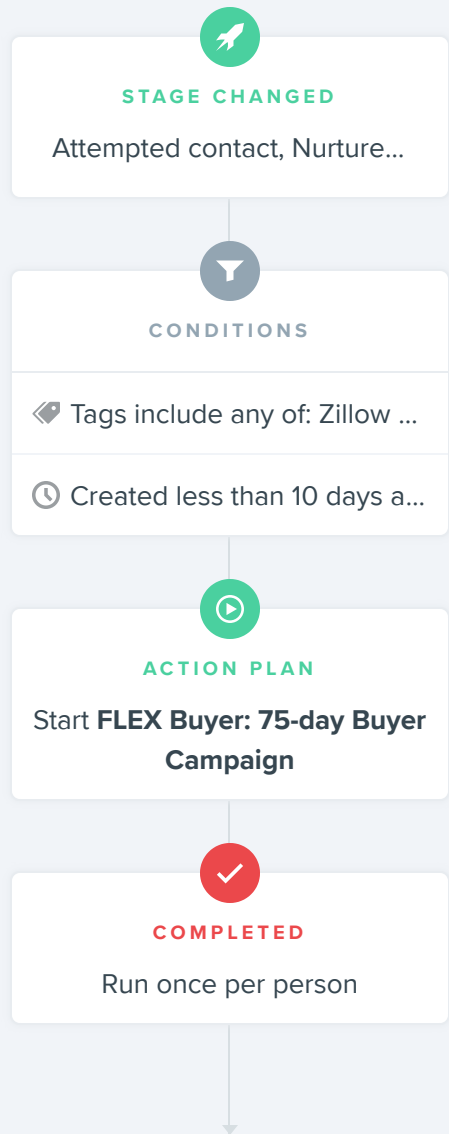 STAGE CHANGED
Attempted contact, Nurture...
CONDITIONS
Tags include any of: Zillow ...
Created less than 10 days a...
ACTION PLAN
Start FLEX Buyer: 75-day Buyer
Campaign
COMPLETED
Run once per person